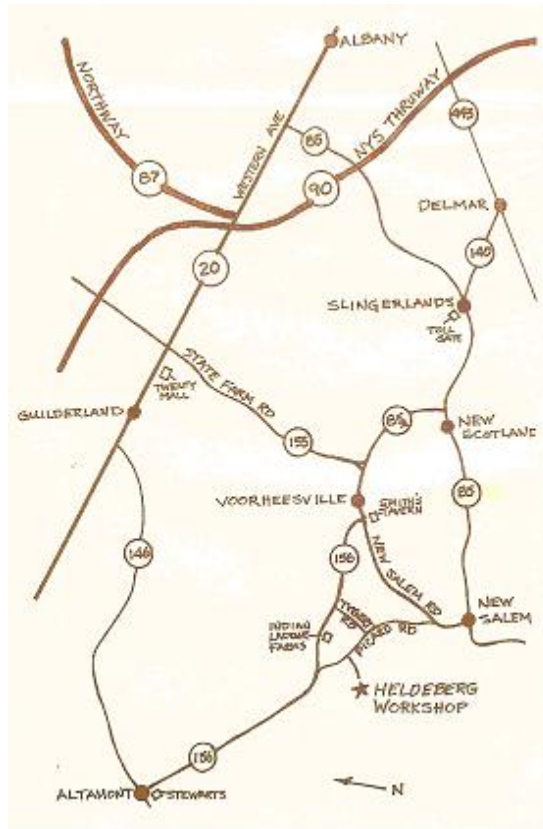 ALBANY
NORTHWAY
87
WESTERN AVE
85
NYS THRUWAY
90
443
DELMAR
140
20
SLINGERLANDS
TOLL
GATE
STATE FARM RD
TWENTY
MALL
GUILDERLAND
155
85A
NEW
SCOTLAND
VOORHEESVILLE
SMITH'S
TAVERN
85
146
156
NEW SALEM RD
TYGERT
RD
PICARD RD
NEW
SALEM
INDIAN
LADDER
FARMS
HELDEBERG
WORKSHOP
156
ALTAMONT
STEWARTS
N